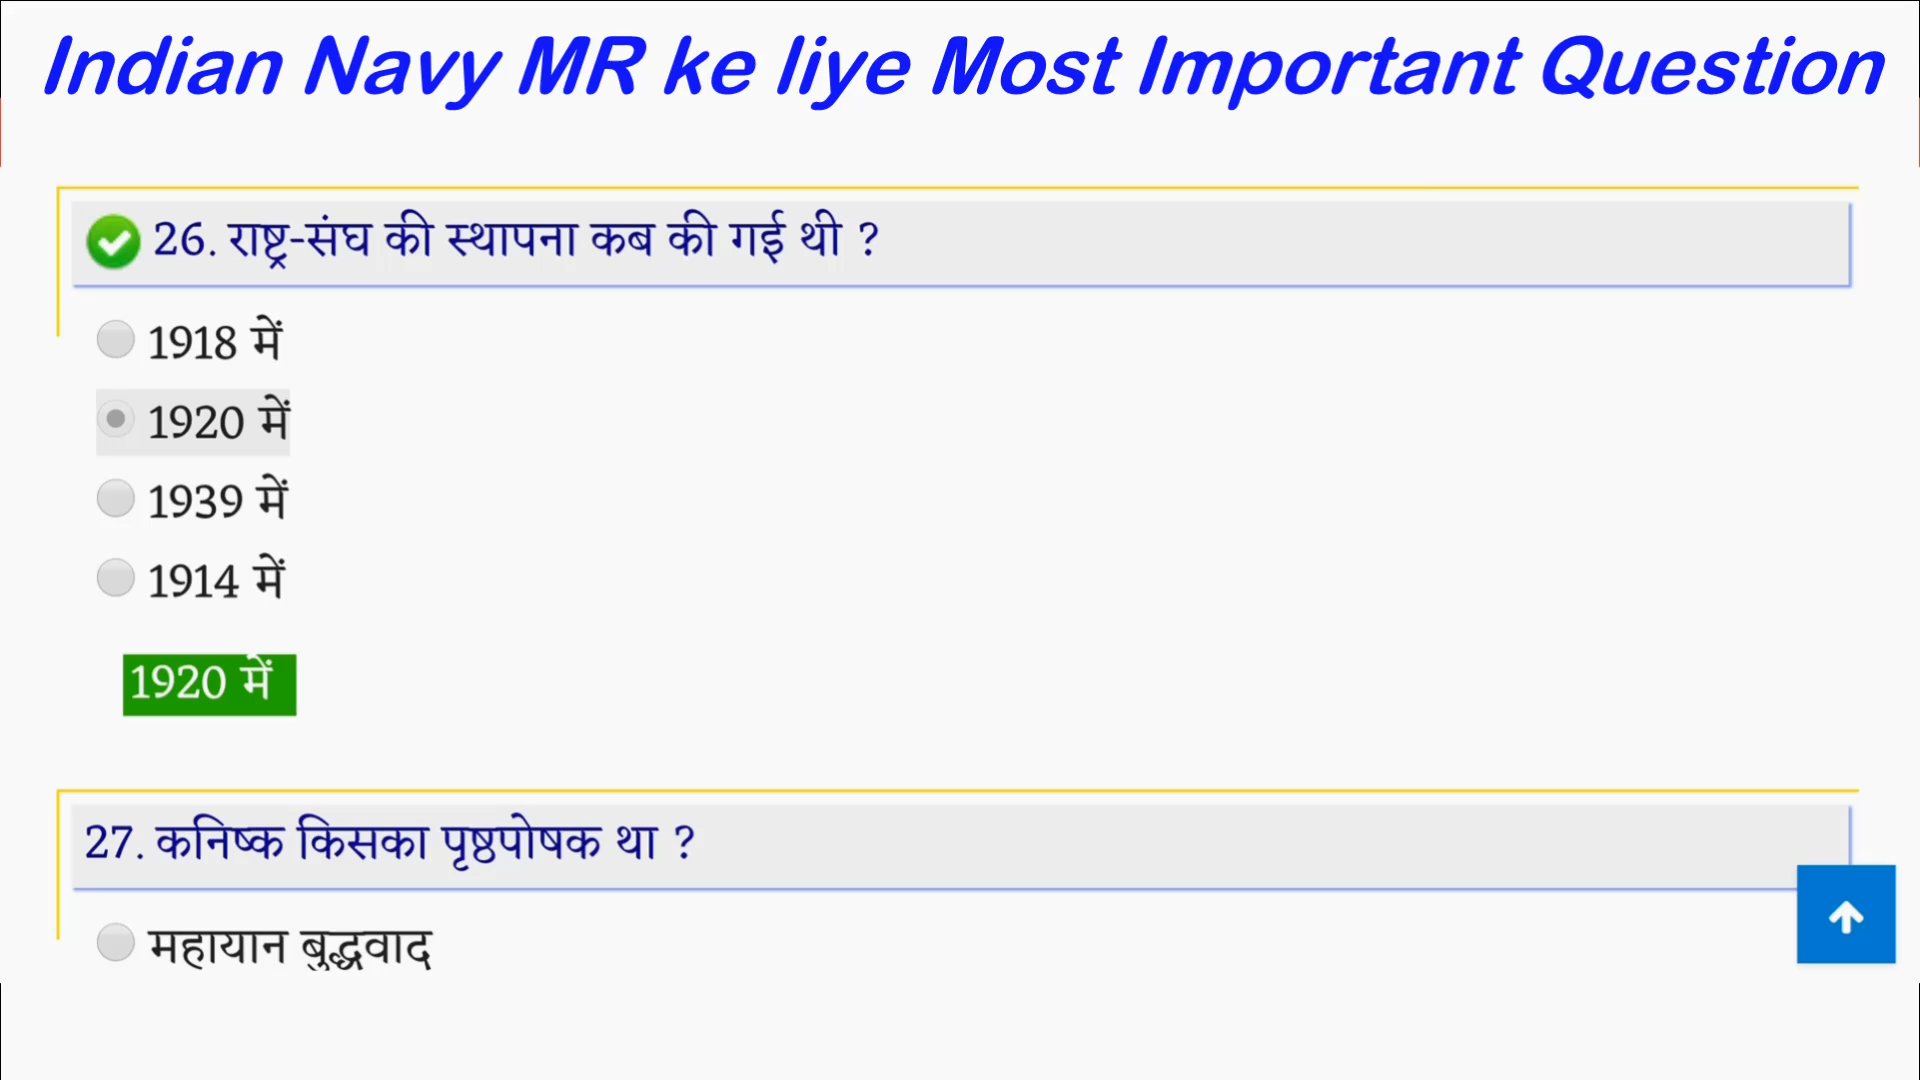 Indian Navy MR ke liye Most Important Question
26. राष्ट्र-संघ की स्थापना कब की गई थी ?
1918 में
1920 में
1939 में
1914 में
1920 में
27. कनिष्क किसका पृष्ठपोषक था ?
महायान बुद्धवाद